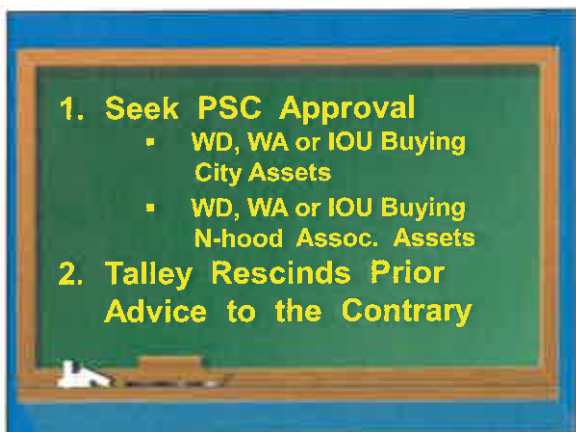 1. Seek PSC Approval
▪ WD, WA or IOU Buying
City Assets
▪ WD, WA or IOU Buying
N-hood Assoc. Assets
2. Talley Rescinds Prior
Advice to the Contrary